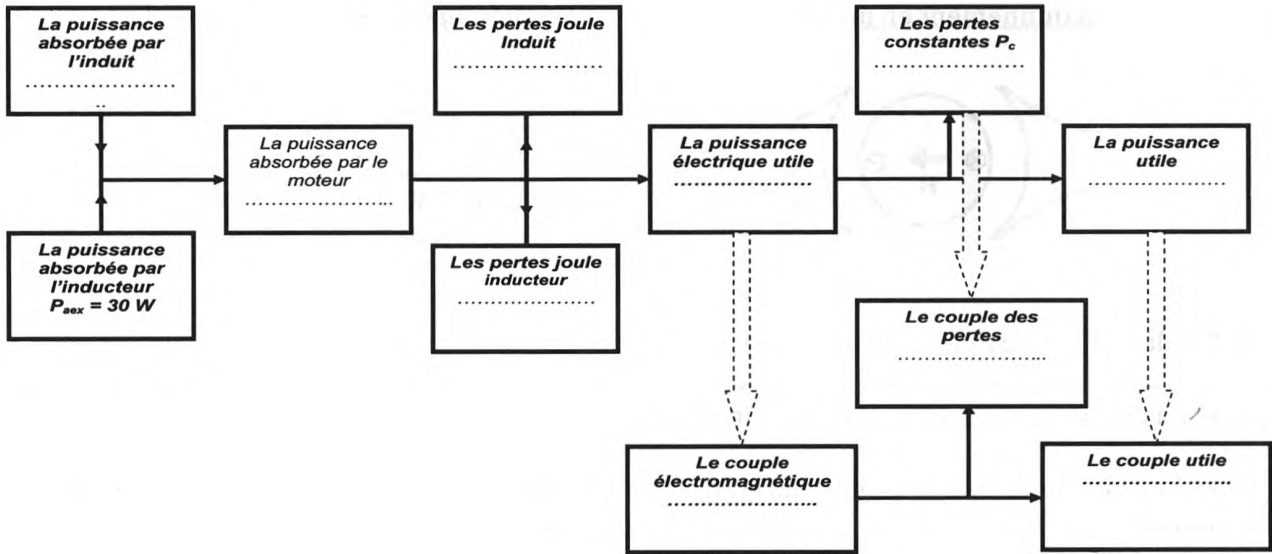 La puissance
absorbée par
l'induit
…………………
..
Les pertes joule
Induit
…………………
Les pertes
constantes Pc
…………………
La puissance
absorbée par le
moteur
…………………...
La puissance
électrique utile
…………………
La puissance
utile
…………………
La puissance
absorbée par
l'inducteur
Paex = 30 W
Les pertes joule
inducteur
…………………
Le couple des
pertes
…………………..
Le couple
électromagnétique
…………………..
Le couple utile
…………………